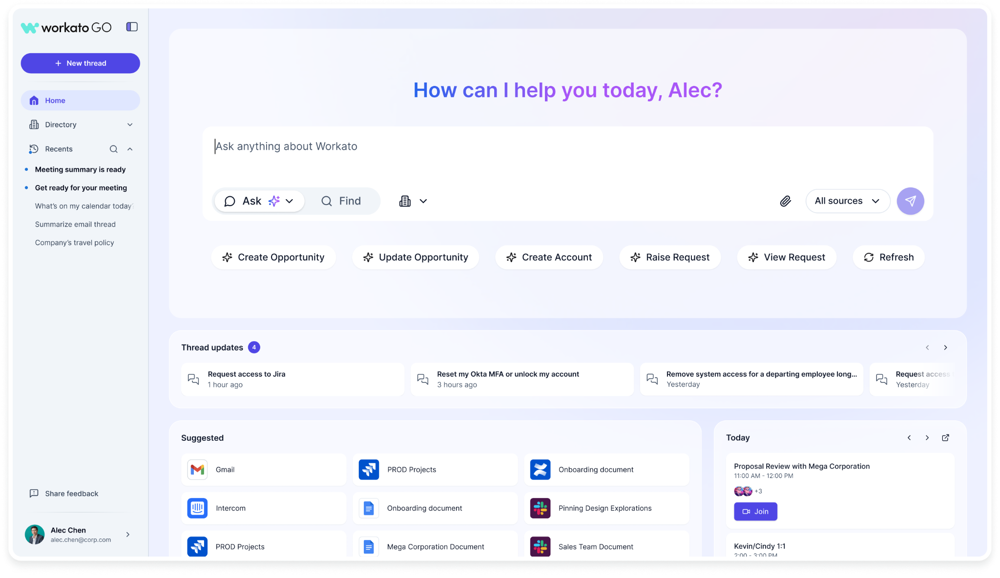 workato GO
+ New thread
Home
Directory
Recents
Meeting summary is ready
Get ready for your meeting
What's on my calendar today?
Summarize email thread
Company's travel policy
Share feedback
Alec Chen
alec.chen@corp.com
How can I help you today, Alec?
Ask anything about Workato
Ask
Find
All sources
Create Opportunity
Update Opportunity
Create Account
Raise Request
View Request
Refresh
Thread updates 4
Request access to Jira
1 hour ago
Reset my Okta MFA or unlock my account
3 hours ago
Remove system access for a departing employee long...
Yesterday
Request access
Yesterday
Suggested
Gmail
PROD Projects
Onboarding document
Intercom
Onboarding document
Pinning Design Explorations
PROD Projects
Mega Corporation Document
Sales Team Document
Today
Proposal Review with Mega Corporation
11:00 AM - 12:00 PM
+3
Join
Kevin/Cindy 1:1
2:00 - 3:00 PM